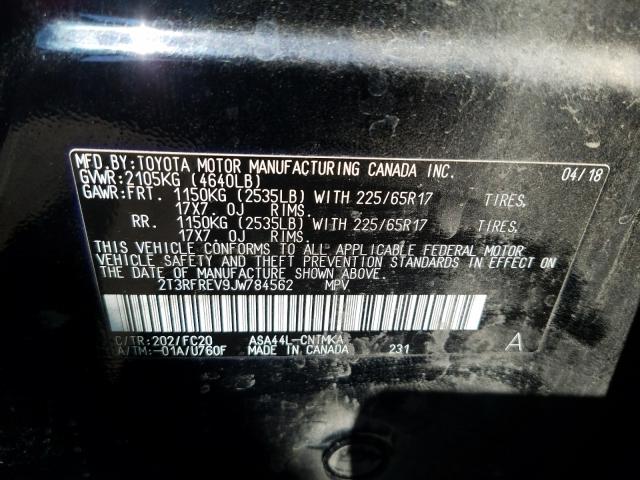 MFD.BY:TOYOTA MOTOR MANUFACTURING CANADA INC. 04/18
GVWR:2105KG (4640LB)
GAWR:FRT. 1150KG (2535LB) WITH 225/65R17 TIRES,
17X7.0J RIMS.
RR. 1150KG (2535LB) WITH 225/65R17 TIRES,
17X7.0J RIMS.
THIS VEHICLE CONFORMS TO ALL APPLICABLE FEDERAL MOTOR
VEHICLE SAFETY AND THEFT PREVENTION STANDARDS IN EFFECT ON
THE DATE OF MANUFACTURE SHOWN ABOVE.
2T3RFREV9JW784562 MPV
C/TR:202/FC20 ASA44L-CNTMKA
A/TM:-01A/U760F MADE IN CANADA 231 A